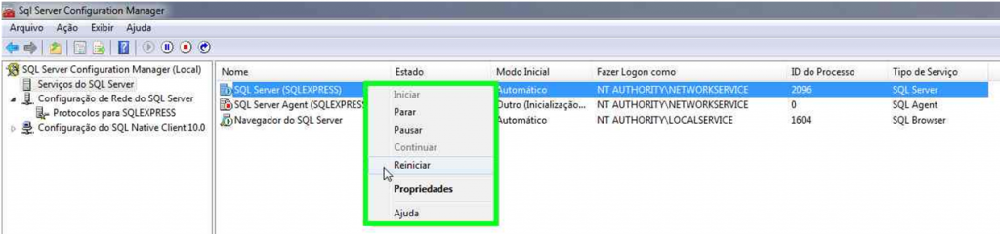 Sql Server Configuration Manager
Arquivo Ação Exibir Ajuda
SQL Server Configuration Manager (Local)
Serviços do SQL Server
Configuração de Rede do SQL Server
Protocolos para SQLEXPRESS
Configuração do SQL Native Client 10.0
Nome Estado Modo Inicial Fazer Logon como ID do Processo Tipo de Serviço
SQL Server (SQLEXPRESS) Automático NT AUTHORITY\NETWORKSERVICE 2096 SQL Server
SQL Server Agent (SQLEXPRES Outro (Inicialização... NT AUTHORITY\NETWORKSERVICE 0 SQL Agent
Navegador do SQL Server Automático NT AUTHORITY\LOCALSERVICE 1604 SQL Browser
Iniciar
Parar
Pausar
Continuar
Reiniciar
Propriedades
Ajuda